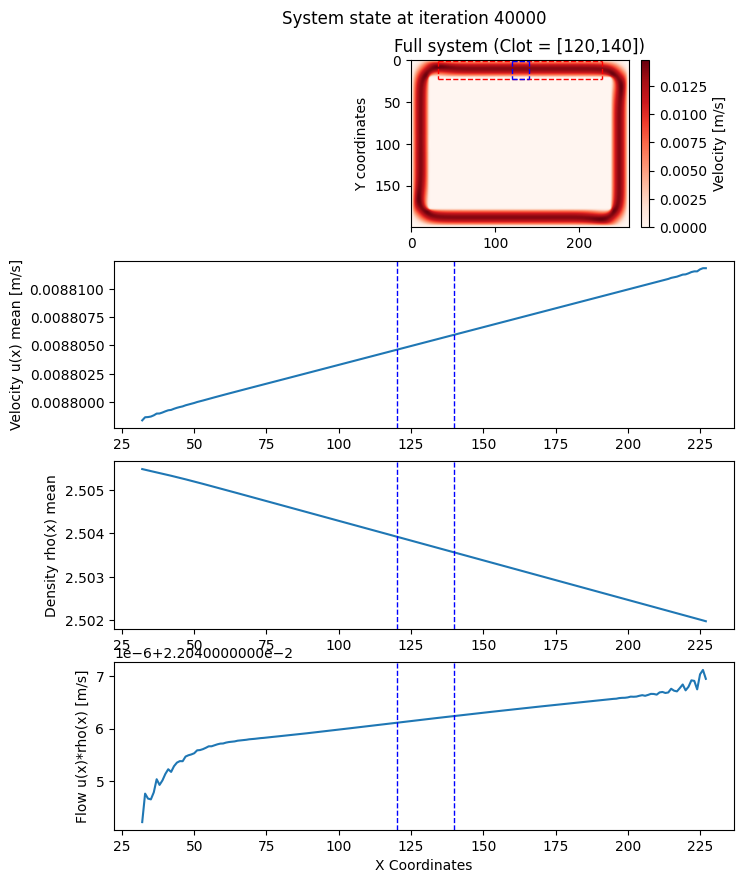 System state at iteration 40000
Full system (Clot = [120,140])
0
50
100
150
Y coordinates
0 100 200
0.0125
0.0100
0.0075
0.0050
0.0025
0.0000
Velocity [m/s]
Velocity u(x) mean [m/s]
0.0088100
0.0088075
0.0088050
0.0088025
0.0088000
25 50 75 100 125 150 175 200 225
Density rho(x) mean
2.505
2.504
2.503
2.502
25 50 75 100 125 150 175 200 225
1e−6+2.2040000000e−2
Flow u(x)*rho(x) [m/s]
7
6
5
25 50 75 100 125 150 175 200 225
X Coordinates